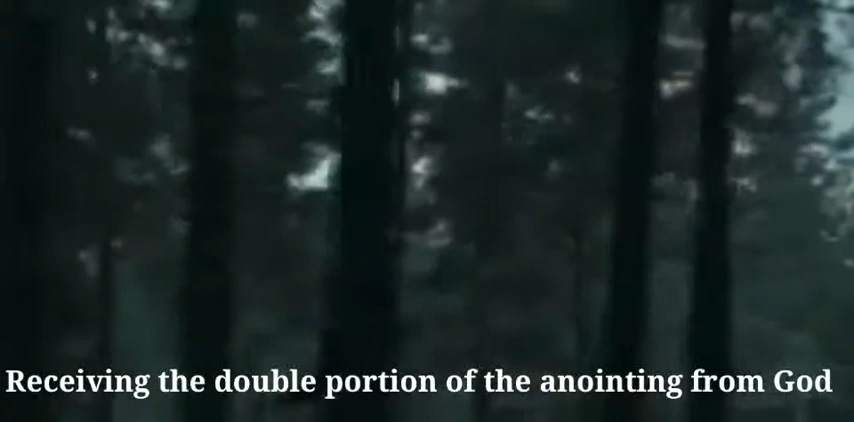 Receiving the double portion of the anointing from God